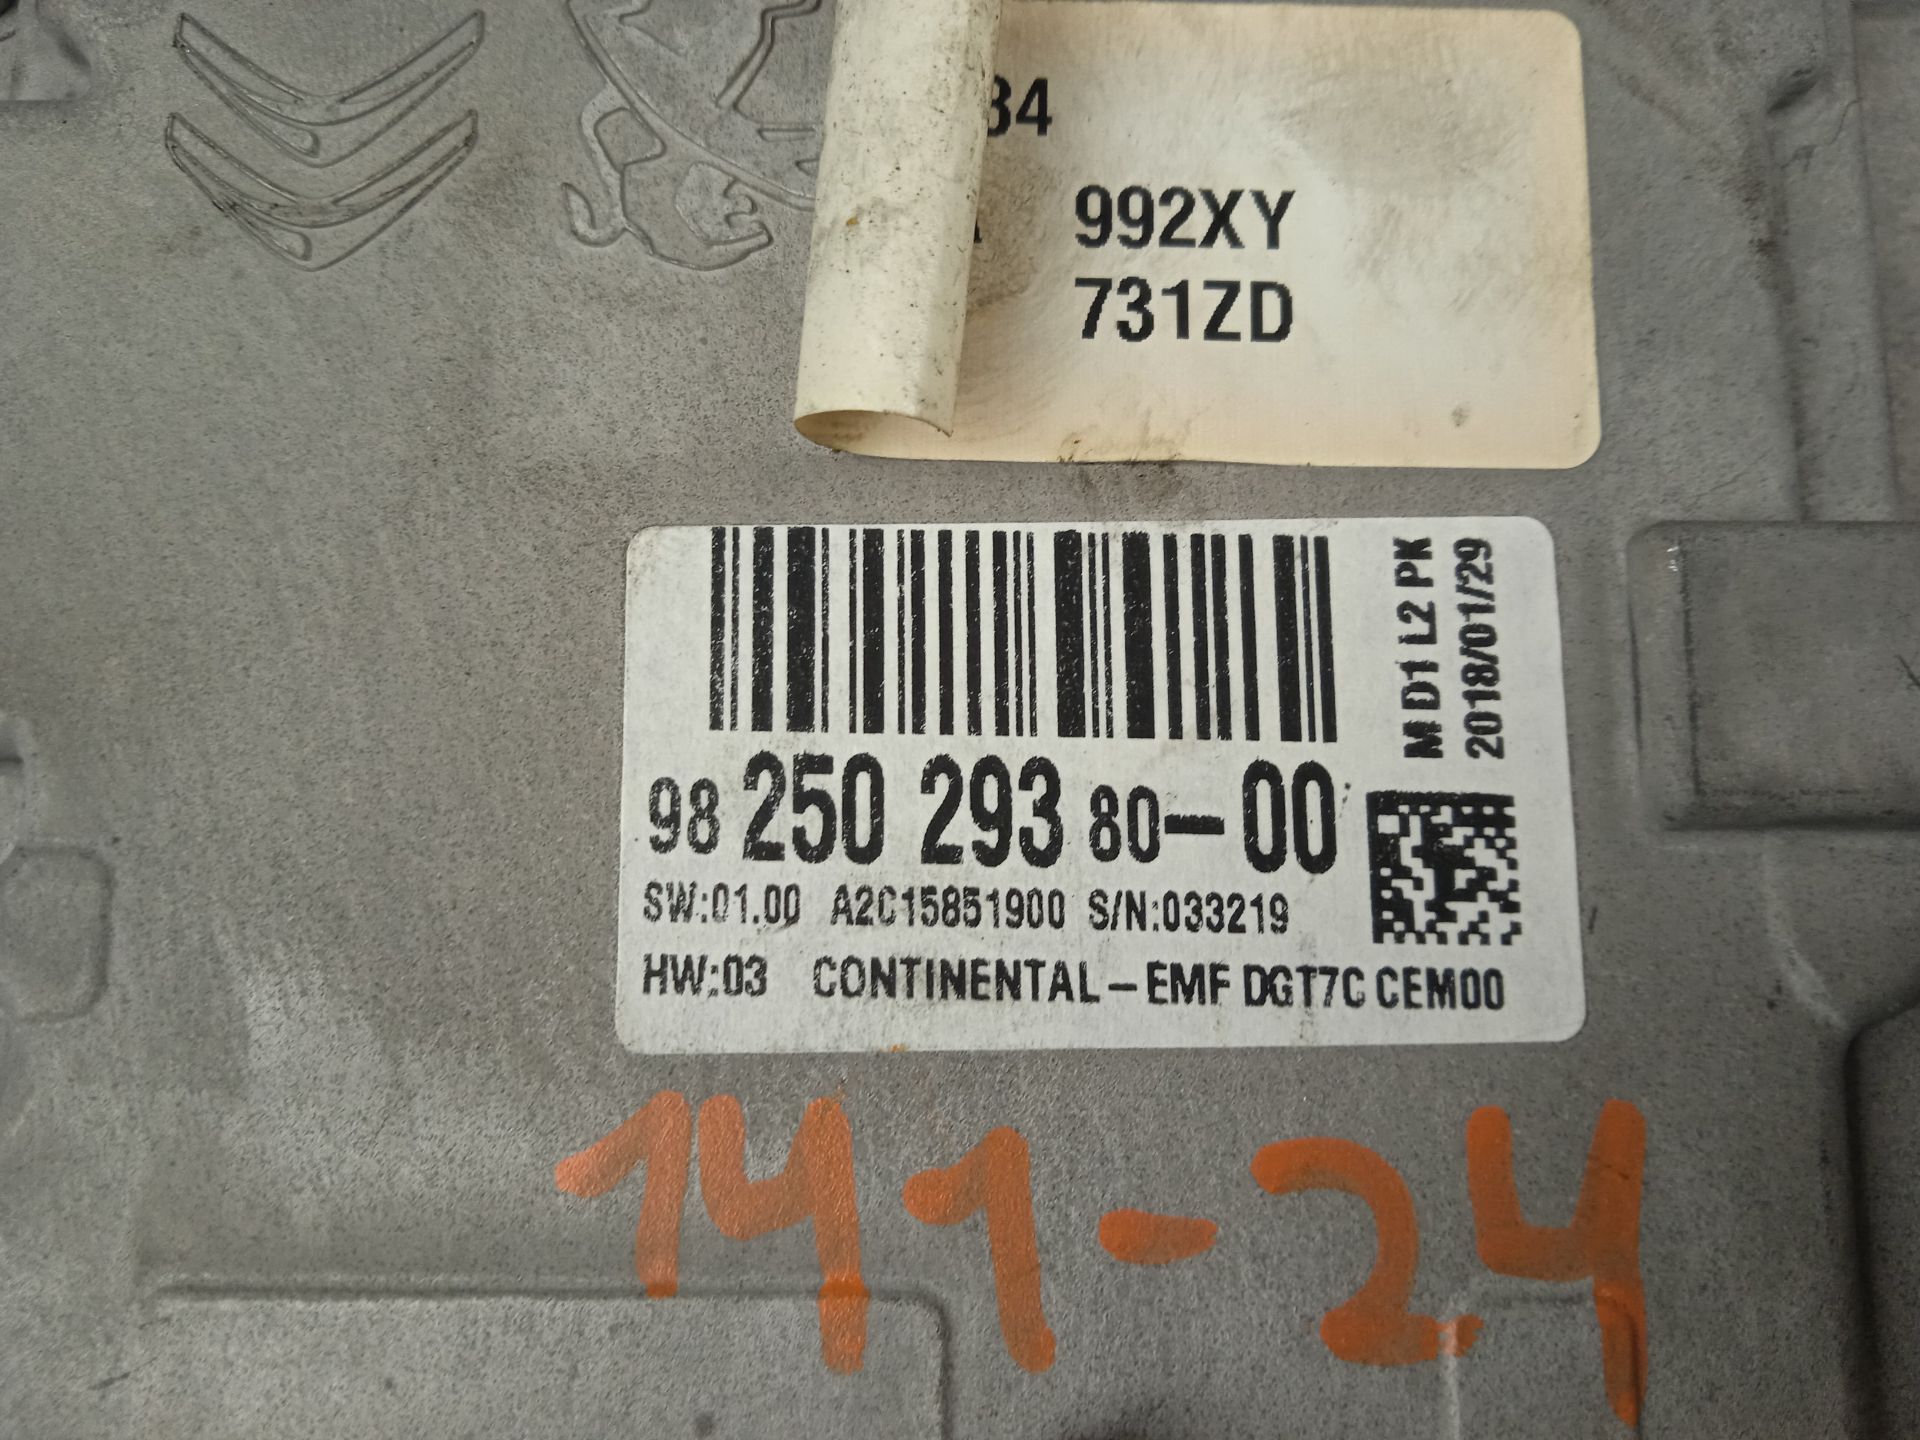 34
992XY
731ZD
MD1 L2 PK
2018/01/29
98 250 293 80-00
SW:01.00 A2C15851900 S/N:033219
HW:03 CONTINENTAL-EMF DGT7C CEM00
141-24